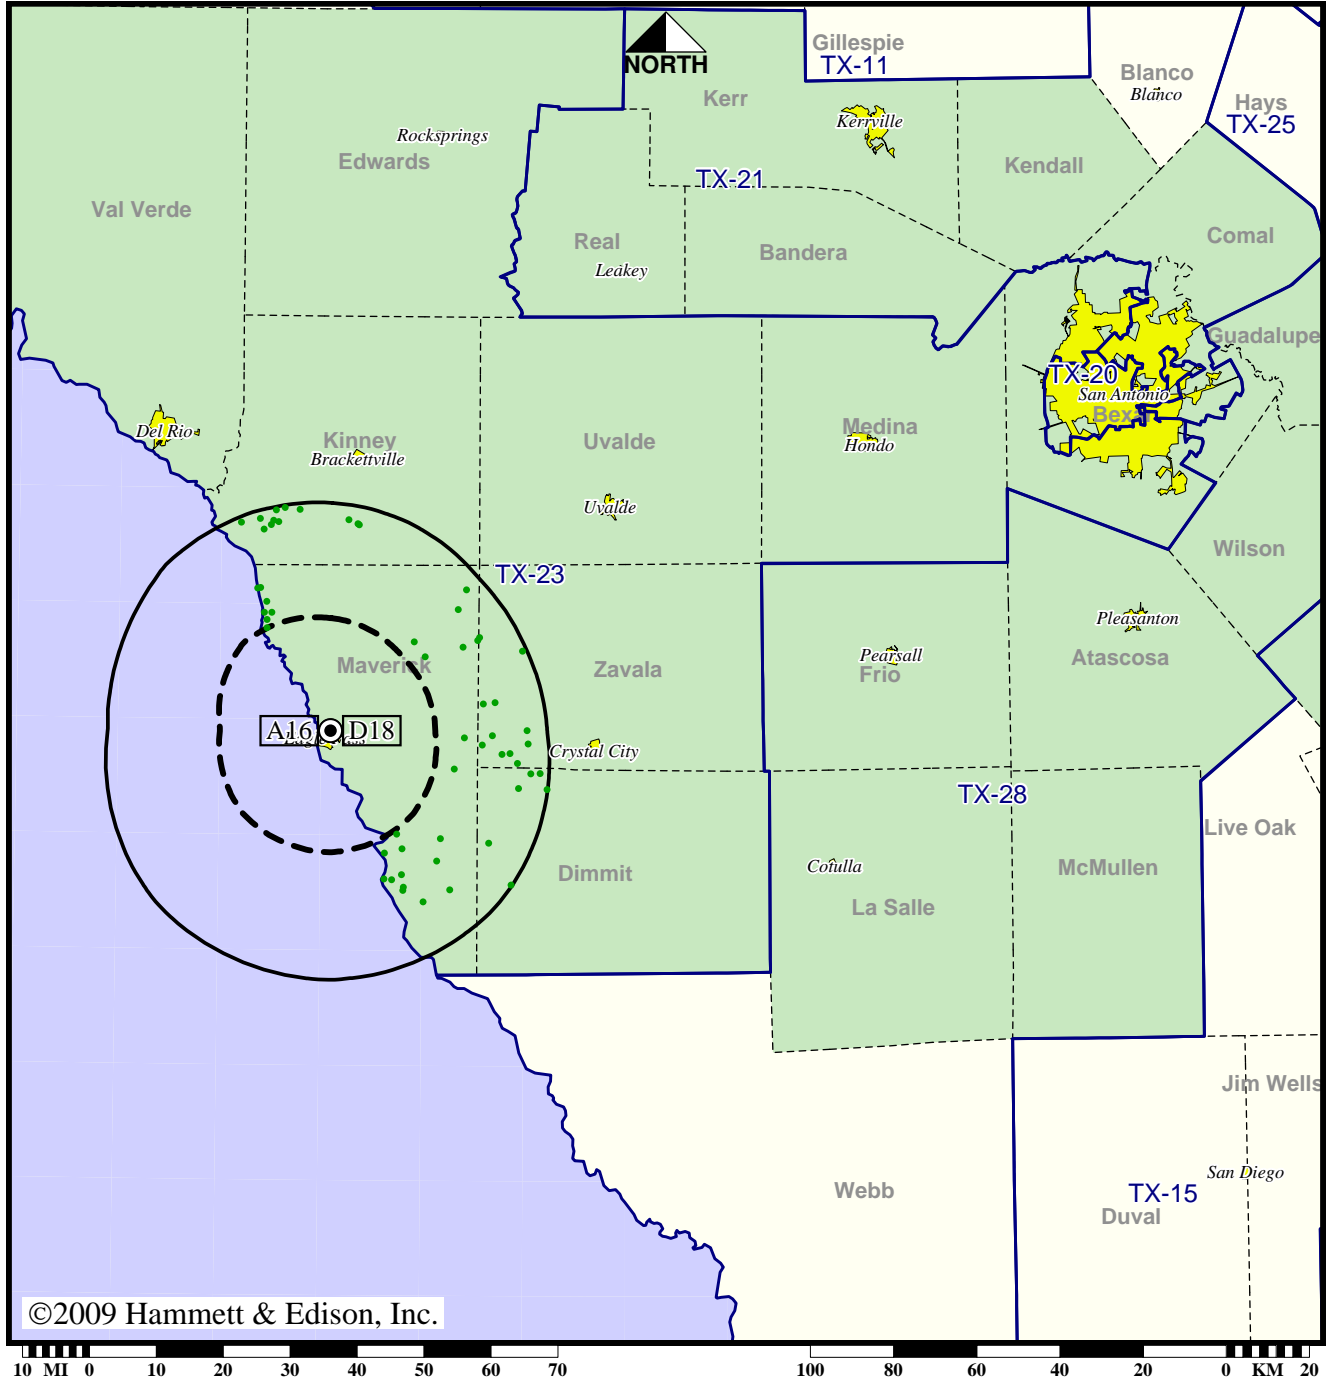 Gillespie
TX-11
NORTH
Blanco
Blanco
Kerr
Hays
TX-25
Kerrville
Rocksprings
Edwards
Kendall
TX-21
Val Verde
Comal
Real
Bandera
Leakey
Guadalupe
TX-20
San Antonio
Bexar
Medina
Hondo
Del Rio
Kinney
Brackettville
Uvalde
Uvalde
Wilson
TX-23
Pleasanton
Maverick
Zavala
Pearsall
Frio
Atascosa
A16
D18
Crystal City
TX-28
Live Oak
Cotulla
McMullen
Dimmit
La Salle
Jim Wells
San Diego
Webb
TX-15
Duval
©2009 Hammett & Edison, Inc.
10 MI 0 10 20 30 40 50 60 70
100 80 60 40 20 0 KM 20